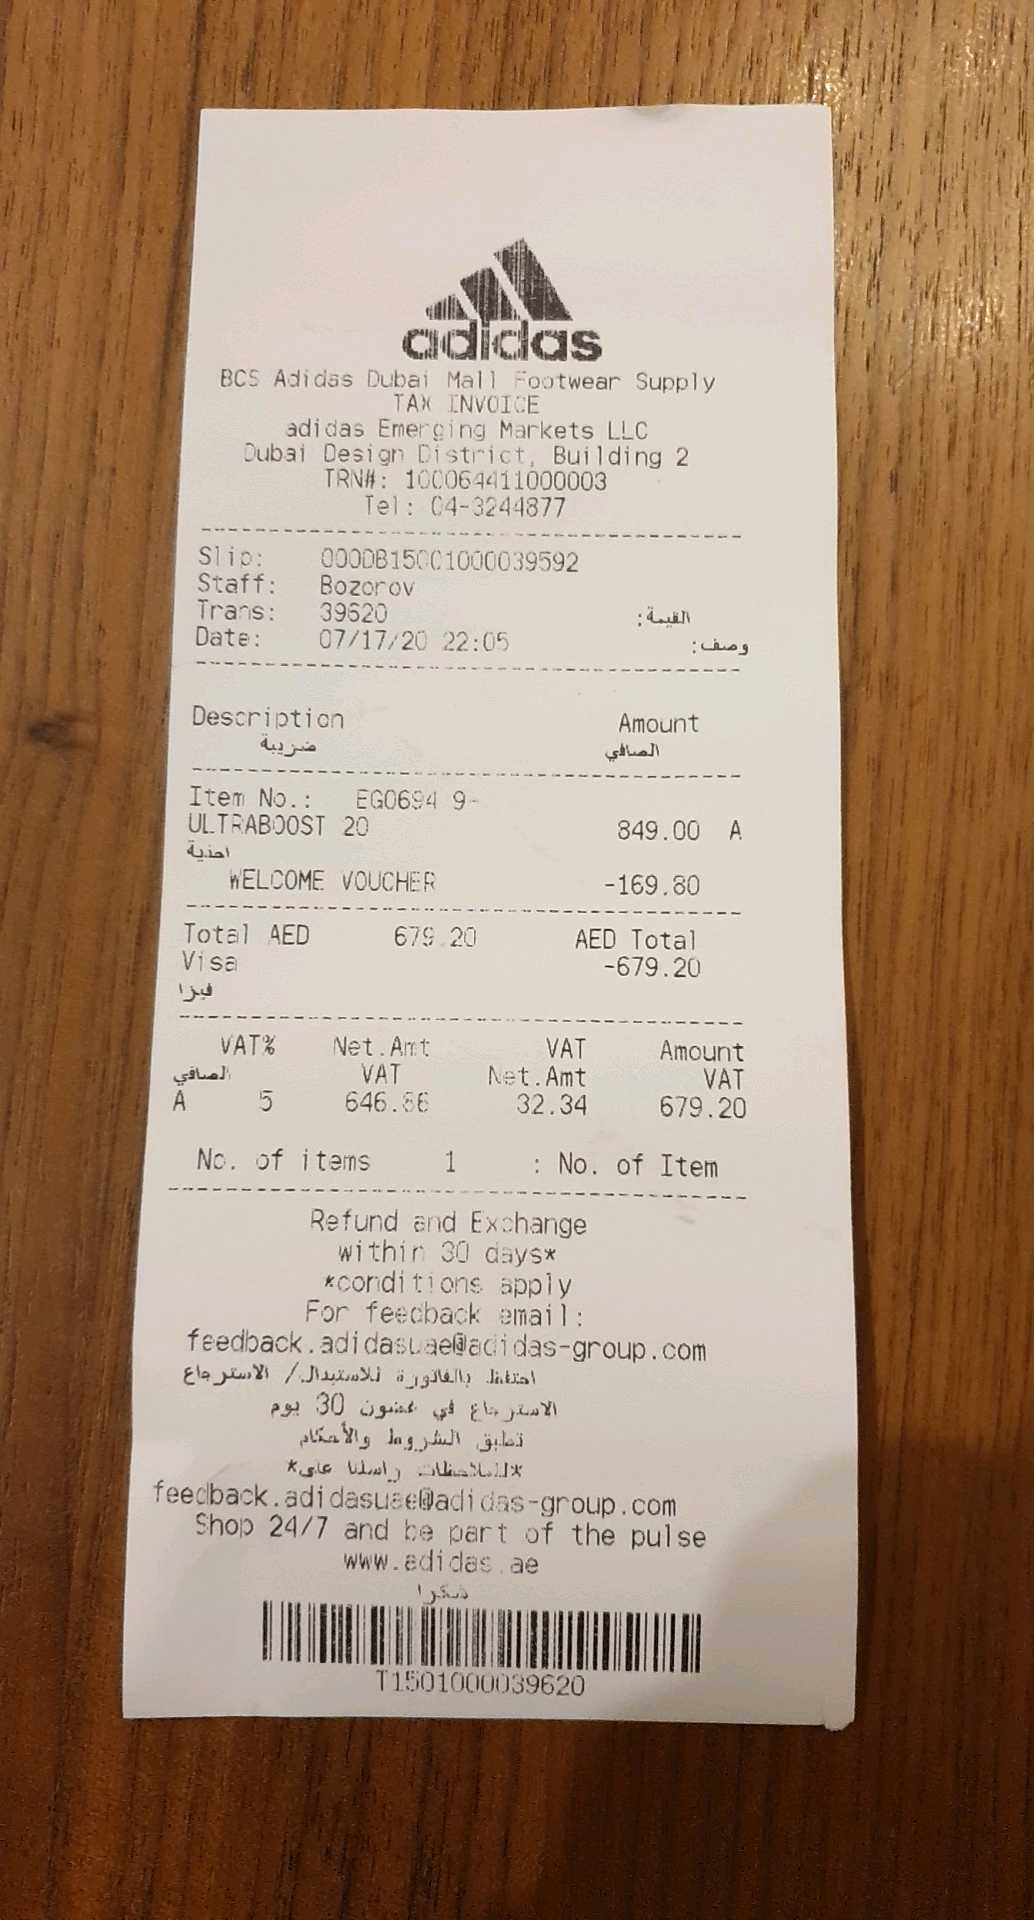 adidas
BCS Adidas Dubai Mall Footwear Supply
TAX INVOICE
adidas Emerging Markets LLC
Dubai Design District, Building 2
TRN#: 100064411000003
Tel: 04-3244877
Slip: 000DB15001000039592
Staff: Bozorov
Trans: 39620 القيمة:
Date: 07/17/20 22:05 وصف:
Description Amount
ضريبة الصافي
Item No.: EG0694 9-
ULTRABOOST 20 849.00 A
احذية
WELCOME VOUCHER -169.80
Total AED 679.20 AED Total
Visa -679.20
فيزا
VAT% Net.Amt VAT Amount
الصافي VAT Net.Amt VAT
A 5 646.86 32.34 679.20
No. of items 1 : No. of Item
Refund and Exchange
within 30 days*
*conditions apply
For feedback email:
feedback.adidasuae@adidas-group.com
احتفظ بالفاتورة للاستبدال/ الاسترجاع
الاسترجاع في غضون 30 يوم
تطبق الشروط والأحكام
*للملاحظات راسلنا على*
feedback.adidasuae@adidas-group.com
Shop 24/7 and be part of the pulse
www.adidas.ae
شكرا
T1501000039620